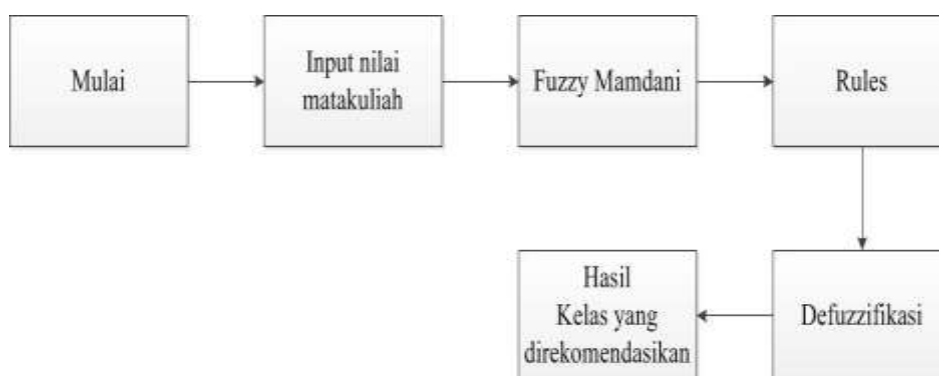 Mulai
Input nilai
matakuliah
Fuzzy Mamdani
Rules
Hasil
Kelas yang
direkomendasikan
Defuzzifikasi